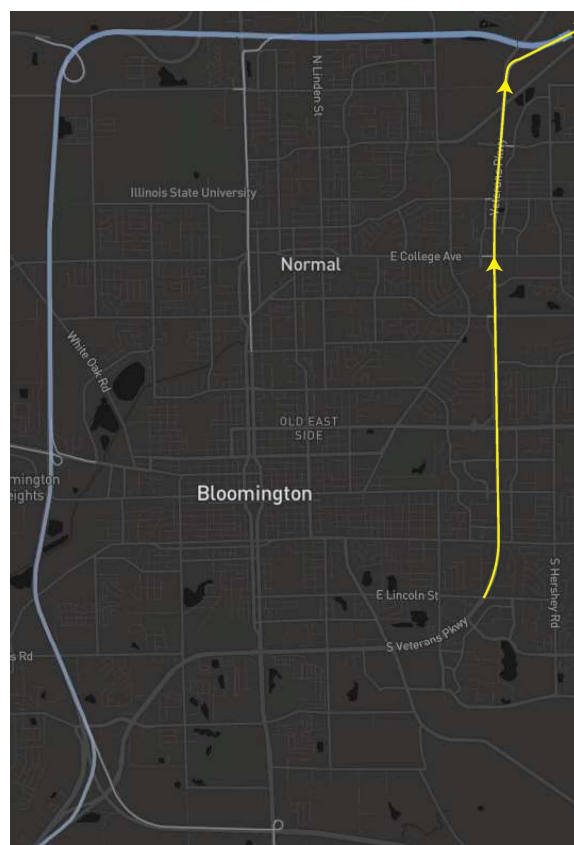 N Linden St
Illinois State University
Veterans Pkwy
E College Ave
Normal
White Oak Rd
OLD EAST
SIDE
mington
eights
Bloomington
E Lincoln St
S Hershey Rd
S Veterans Pkwy
s Rd